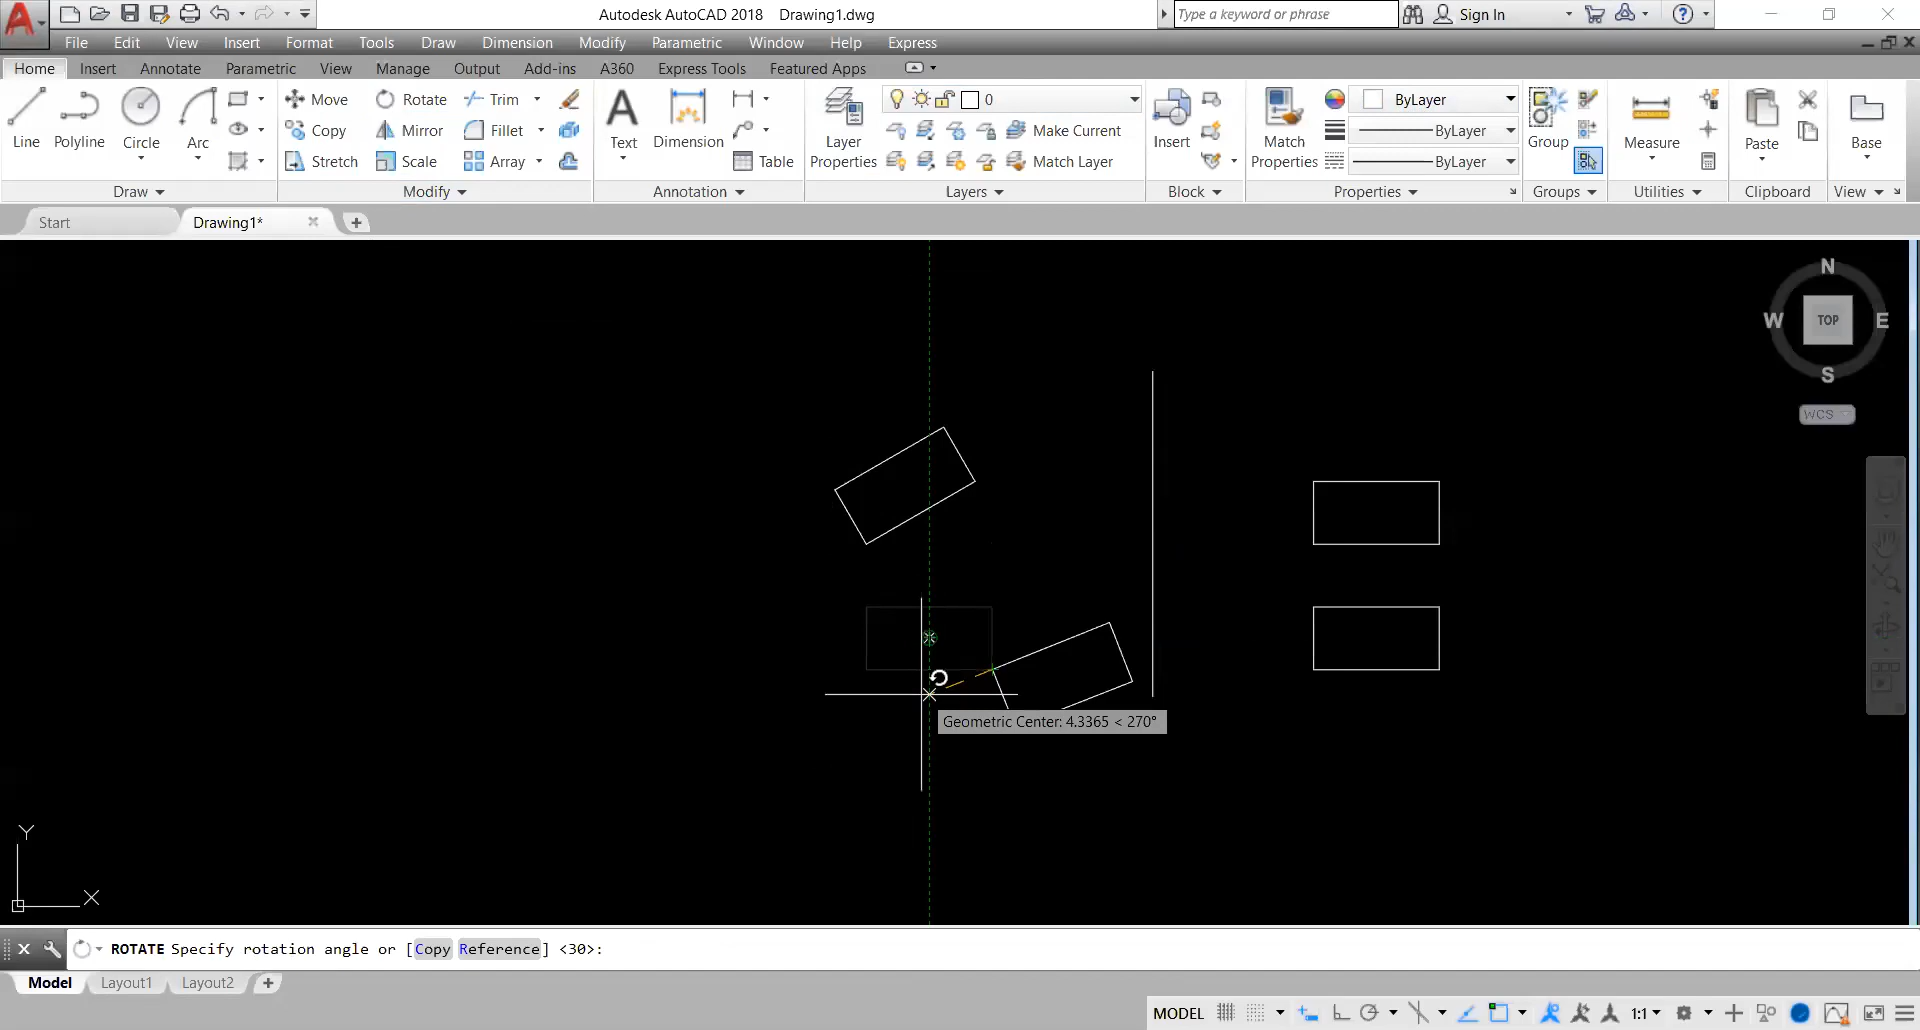 Autodesk AutoCAD 2018 Drawing1.dwg
Type a keyword or phrase
Sign In
File Edit View Insert Format Tools Draw Dimension Modify Parametric Window Help Express
Home Insert Annotate Parametric View Manage Output Add-ins A360 Express Tools Featured Apps
Line Polyline Circle Arc
Move Rotate Trim
Copy Mirror Fillet
Stretch Scale Array
Text Dimension
Table
Layer Properties
0
Make Current
Match Layer
Insert
Match Properties
ByLayer
ByLayer
ByLayer
Group
Measure
Paste
Base
Draw Modify Annotation Layers Block Properties Groups Utilities Clipboard View
Start Drawing1*
N
W TOP E
S
WCS
Geometric Center: 4.3365 < 270°
Y
X
ROTATE Specify rotation angle or [Copy Reference] <30>:
Model Layout1 Layout2
MODEL 1:1